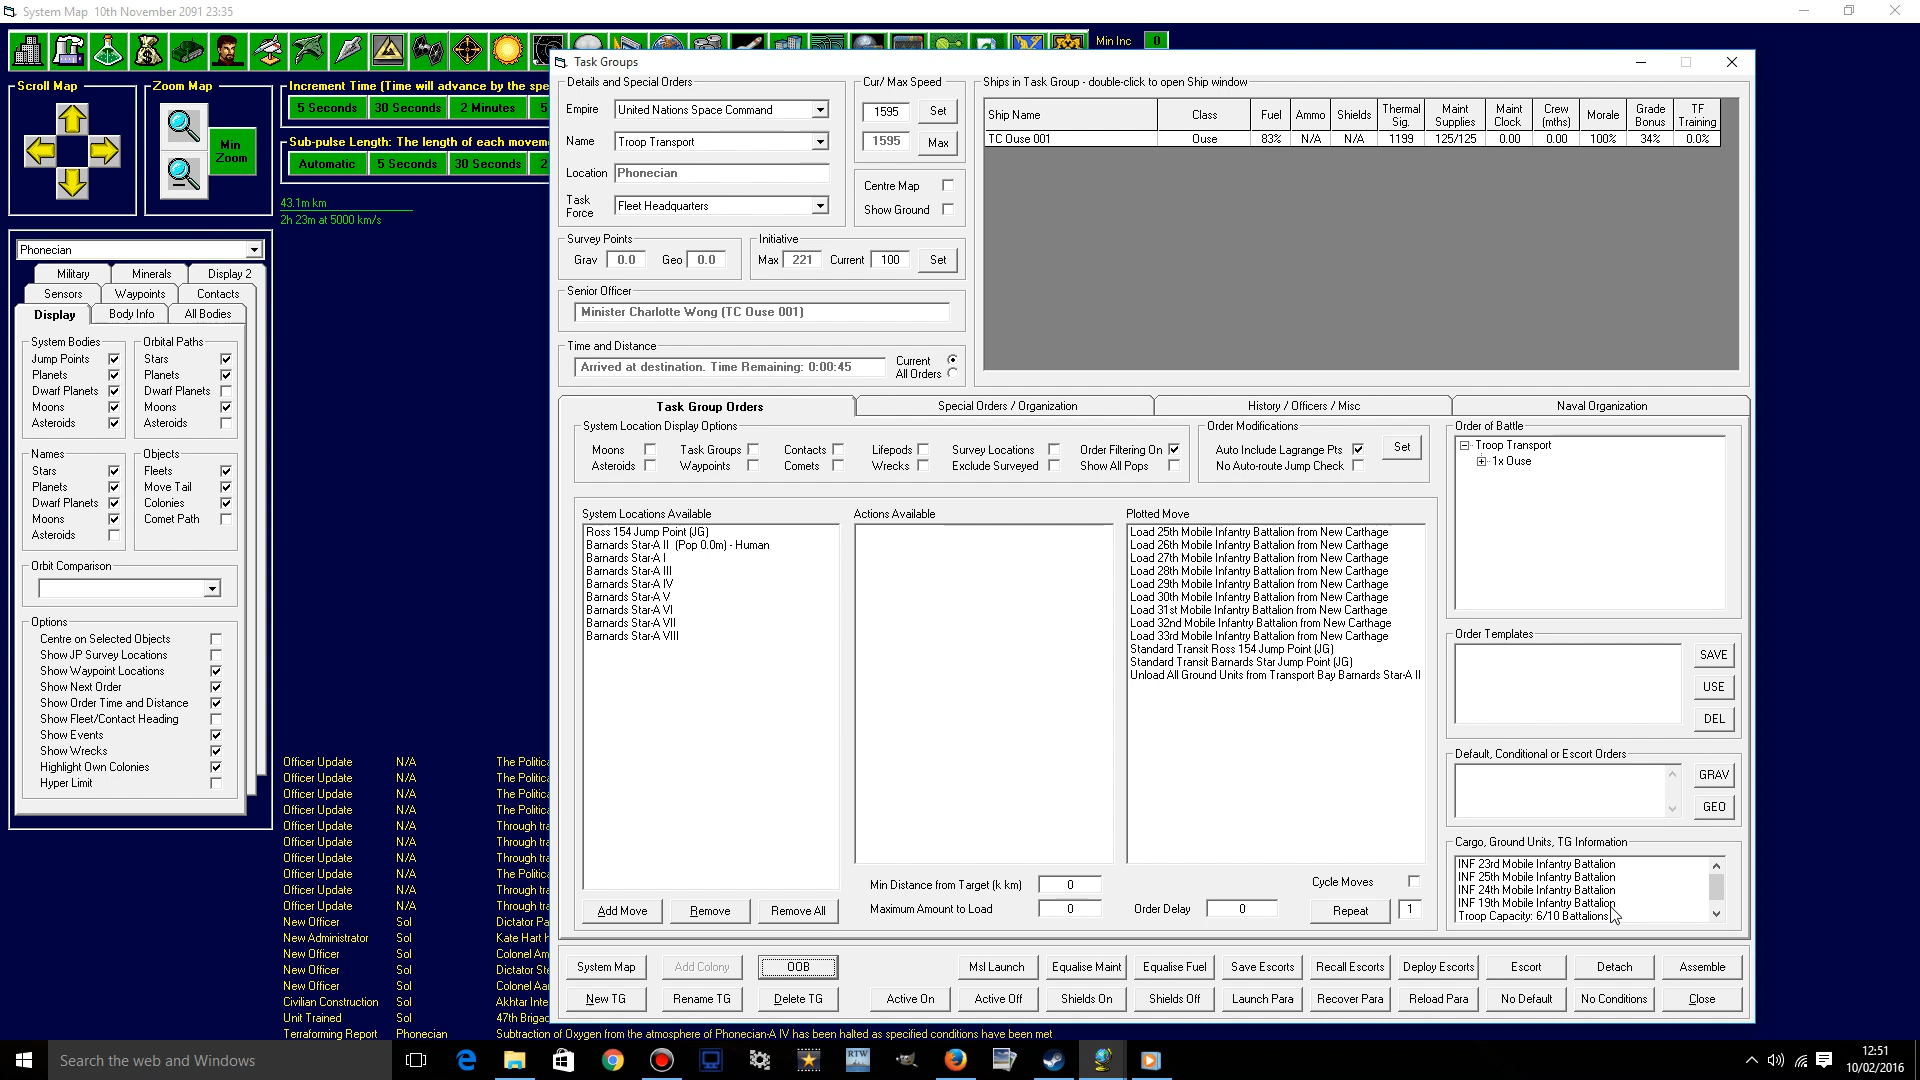 System Map  10th November 2091 23:35
Min Inc 0
Scroll Map
Zoom Map
Min Zoom
Increment Time (Time will advance by the spe
5 Seconds 30 Seconds 2 Minutes 5
Sub-pulse Length: The length of each movem
Automatic 5 Seconds 30 Seconds 2
43.1m km
2h 23m at 5000 km/s
Phonecian
Military Minerals Display 2
Sensors Waypoints Contacts
Display Body Info All Bodies
System Bodies
Jump Points
Planets
Dwarf Planets
Moons
Asteroids
Orbital Paths
Stars
Planets
Dwarf Planets
Moons
Asteroids
Names
Stars
Planets
Dwarf Planets
Moons
Asteroids
Objects
Fleets
Move Tail
Colonies
Comet Path
Orbit Comparison
Options
Centre on Selected Objects
Show JP Survey Locations
Show Waypoint Locations
Show Next Order
Show Order Time and Distance
Show Fleet/Contact Heading
Show Events
Show Wrecks
Highlight Own Colonies
Hyper Limit
Officer Update N/A The Politica
Officer Update N/A The Politica
Officer Update N/A The Politica
Officer Update N/A The Politica
Officer Update N/A Through tra
Officer Update N/A Through tra
Officer Update N/A Through tra
Officer Update N/A The Politica
Officer Update N/A Through tra
Officer Update N/A Through tra
New Officer Sol Dictator Pa
New Administrator Sol Kate Hart h
New Officer Sol Colonel Am
New Officer Sol Dictator Ste
New Officer Sol Colonel Aar
Civilian Construction Sol Akhtar Inte
Unit Trained Sol 47th Brigad
Terraforming Report Phonecian Subtraction of Oxygen from the atmosphere of Phonecian-A IV has been halted as specified conditions have been met
Task Groups
Details and Special Orders
Empire United Nations Space Command
Name Troop Transport
Location Phonecian
Task Force Fleet Headquarters
Cur/ Max Speed
1595 Set
1595 Max
Centre Map
Show Ground
Survey Points
Grav 0.0 Geo 0.0
Initiative
Max 221 Current 100 Set
Senior Officer
Minister Charlotte Wong (TC Ouse 001)
Time and Distance
Arrived at destination. Time Remaining: 0:00:45
Current
All Orders
Ships in Task Group - double-click to open Ship window
Ship Name Class Fuel Ammo Shields Thermal Sig. Maint Supplies Maint Clock Crew (mths) Morale Grade Bonus TF Training
TC Ouse 001 Ouse 83% N/A N/A 1199 125/125 0.00 0.00 100% 34% 0.0%
Task Group Orders Special Orders / Organization History / Officers / Misc Naval Organization
System Location Display Options
Moons Task Groups Contacts Lifepods Survey Locations Order Filtering On
Asteroids Waypoints Comets Wrecks Exclude Surveyed Show All Pops
Order Modifications
Auto Include Lagrange Pts Set
No Auto-route Jump Check
System Locations Available
Ross 154 Jump Point (JG)
Barnards Star-A II  (Pop 0.0m) - Human
Barnards Star-A I
Barnards Star-A III
Barnards Star-A IV
Barnards Star-A V
Barnards Star-A VI
Barnards Star-A VII
Barnards Star-A VIII
Actions Available
Plotted Move
Load 25th Mobile Infantry Battalion from New Carthage
Load 26th Mobile Infantry Battalion from New Carthage
Load 27th Mobile Infantry Battalion from New Carthage
Load 28th Mobile Infantry Battalion from New Carthage
Load 29th Mobile Infantry Battalion from New Carthage
Load 30th Mobile Infantry Battalion from New Carthage
Load 31st Mobile Infantry Battalion from New Carthage
Load 32nd Mobile Infantry Battalion from New Carthage
Load 33rd Mobile Infantry Battalion from New Carthage
Standard Transit Ross 154 Jump Point (JG)
Standard Transit Barnards Star Jump Point (JG)
Unload All Ground Units from Transport Bay Barnards Star-A II
Add Move Remove Remove All
Min Distance from Target (k km) 0
Maximum Amount to Load 0
Order Delay 0
Cycle Moves
Repeat 1
Order of Battle
Troop Transport
1x Ouse
Order Templates
SAVE
USE
DEL
Default, Conditional or Escort Orders
GRAV
GEO
Cargo, Ground Units, TG Information
INF 23rd Mobile Infantry Battalion
INF 25th Mobile Infantry Battalion
INF 24th Mobile Infantry Battalion
INF 19th Mobile Infantry Battalion
Troop Capacity: 6/10 Battalions
System Map Add Colony OOB Msl Launch Equalise Maint Equalise Fuel Save Escorts Recall Escorts Deploy Escorts Escort Detach Assemble
New TG Rename TG Delete TG Active On Active Off Shields On Shields Off Launch Para Recover Para Reload Para No Default No Conditions Close
Search the web and Windows
RTW
12:51
10/02/2016